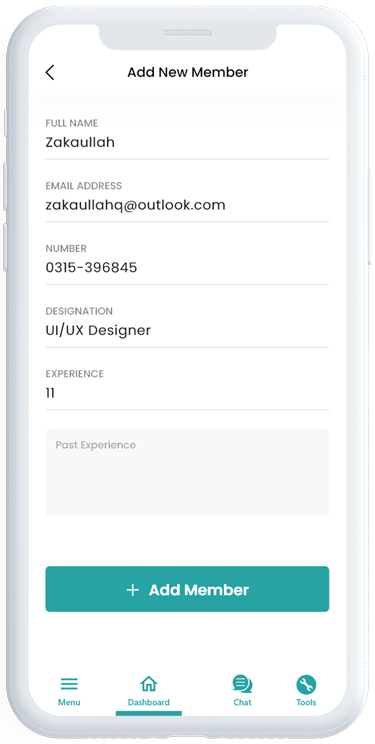 Add New Member
FULL NAME
Zakaullah
EMAIL ADDRESS
zakaullahq@outlook.com
NUMBER
0315-396845
DESIGNATION
UI/UX Designer
EXPERIENCE
11
Past Experience
+ Add Member
Menu Dashboard Chat Tools